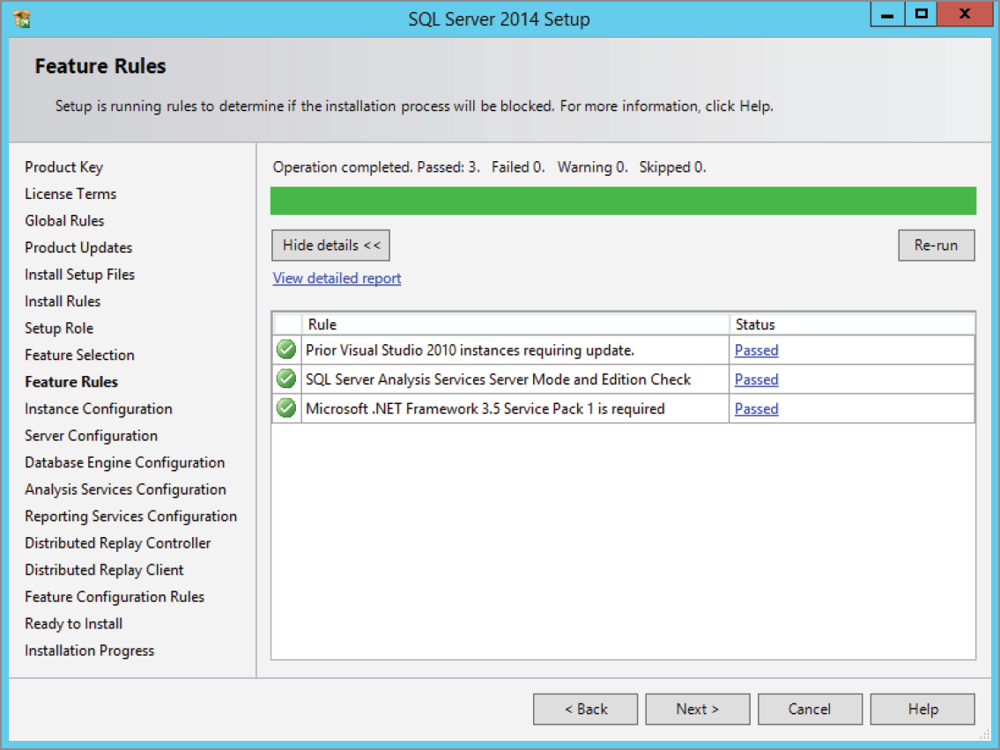 SQL Server 2014 Setup
Feature Rules
Setup is running rules to determine if the installation process will be blocked. For more information, click Help.
Product Key
License Terms
Global Rules
Product Updates
Install Setup Files
Install Rules
Setup Role
Feature Selection
Feature Rules
Instance Configuration
Server Configuration
Database Engine Configuration
Analysis Services Configuration
Reporting Services Configuration
Distributed Replay Controller
Distributed Replay Client
Feature Configuration Rules
Ready to Install
Installation Progress
Operation completed. Passed: 3.   Failed 0.   Warning 0.   Skipped 0.
Hide details <<
Re-run
View detailed report
Rule Status
Prior Visual Studio 2010 instances requiring update. Passed
SQL Server Analysis Services Server Mode and Edition Check Passed
Microsoft .NET Framework 3.5 Service Pack 1 is required Passed
< Back Next > Cancel Help